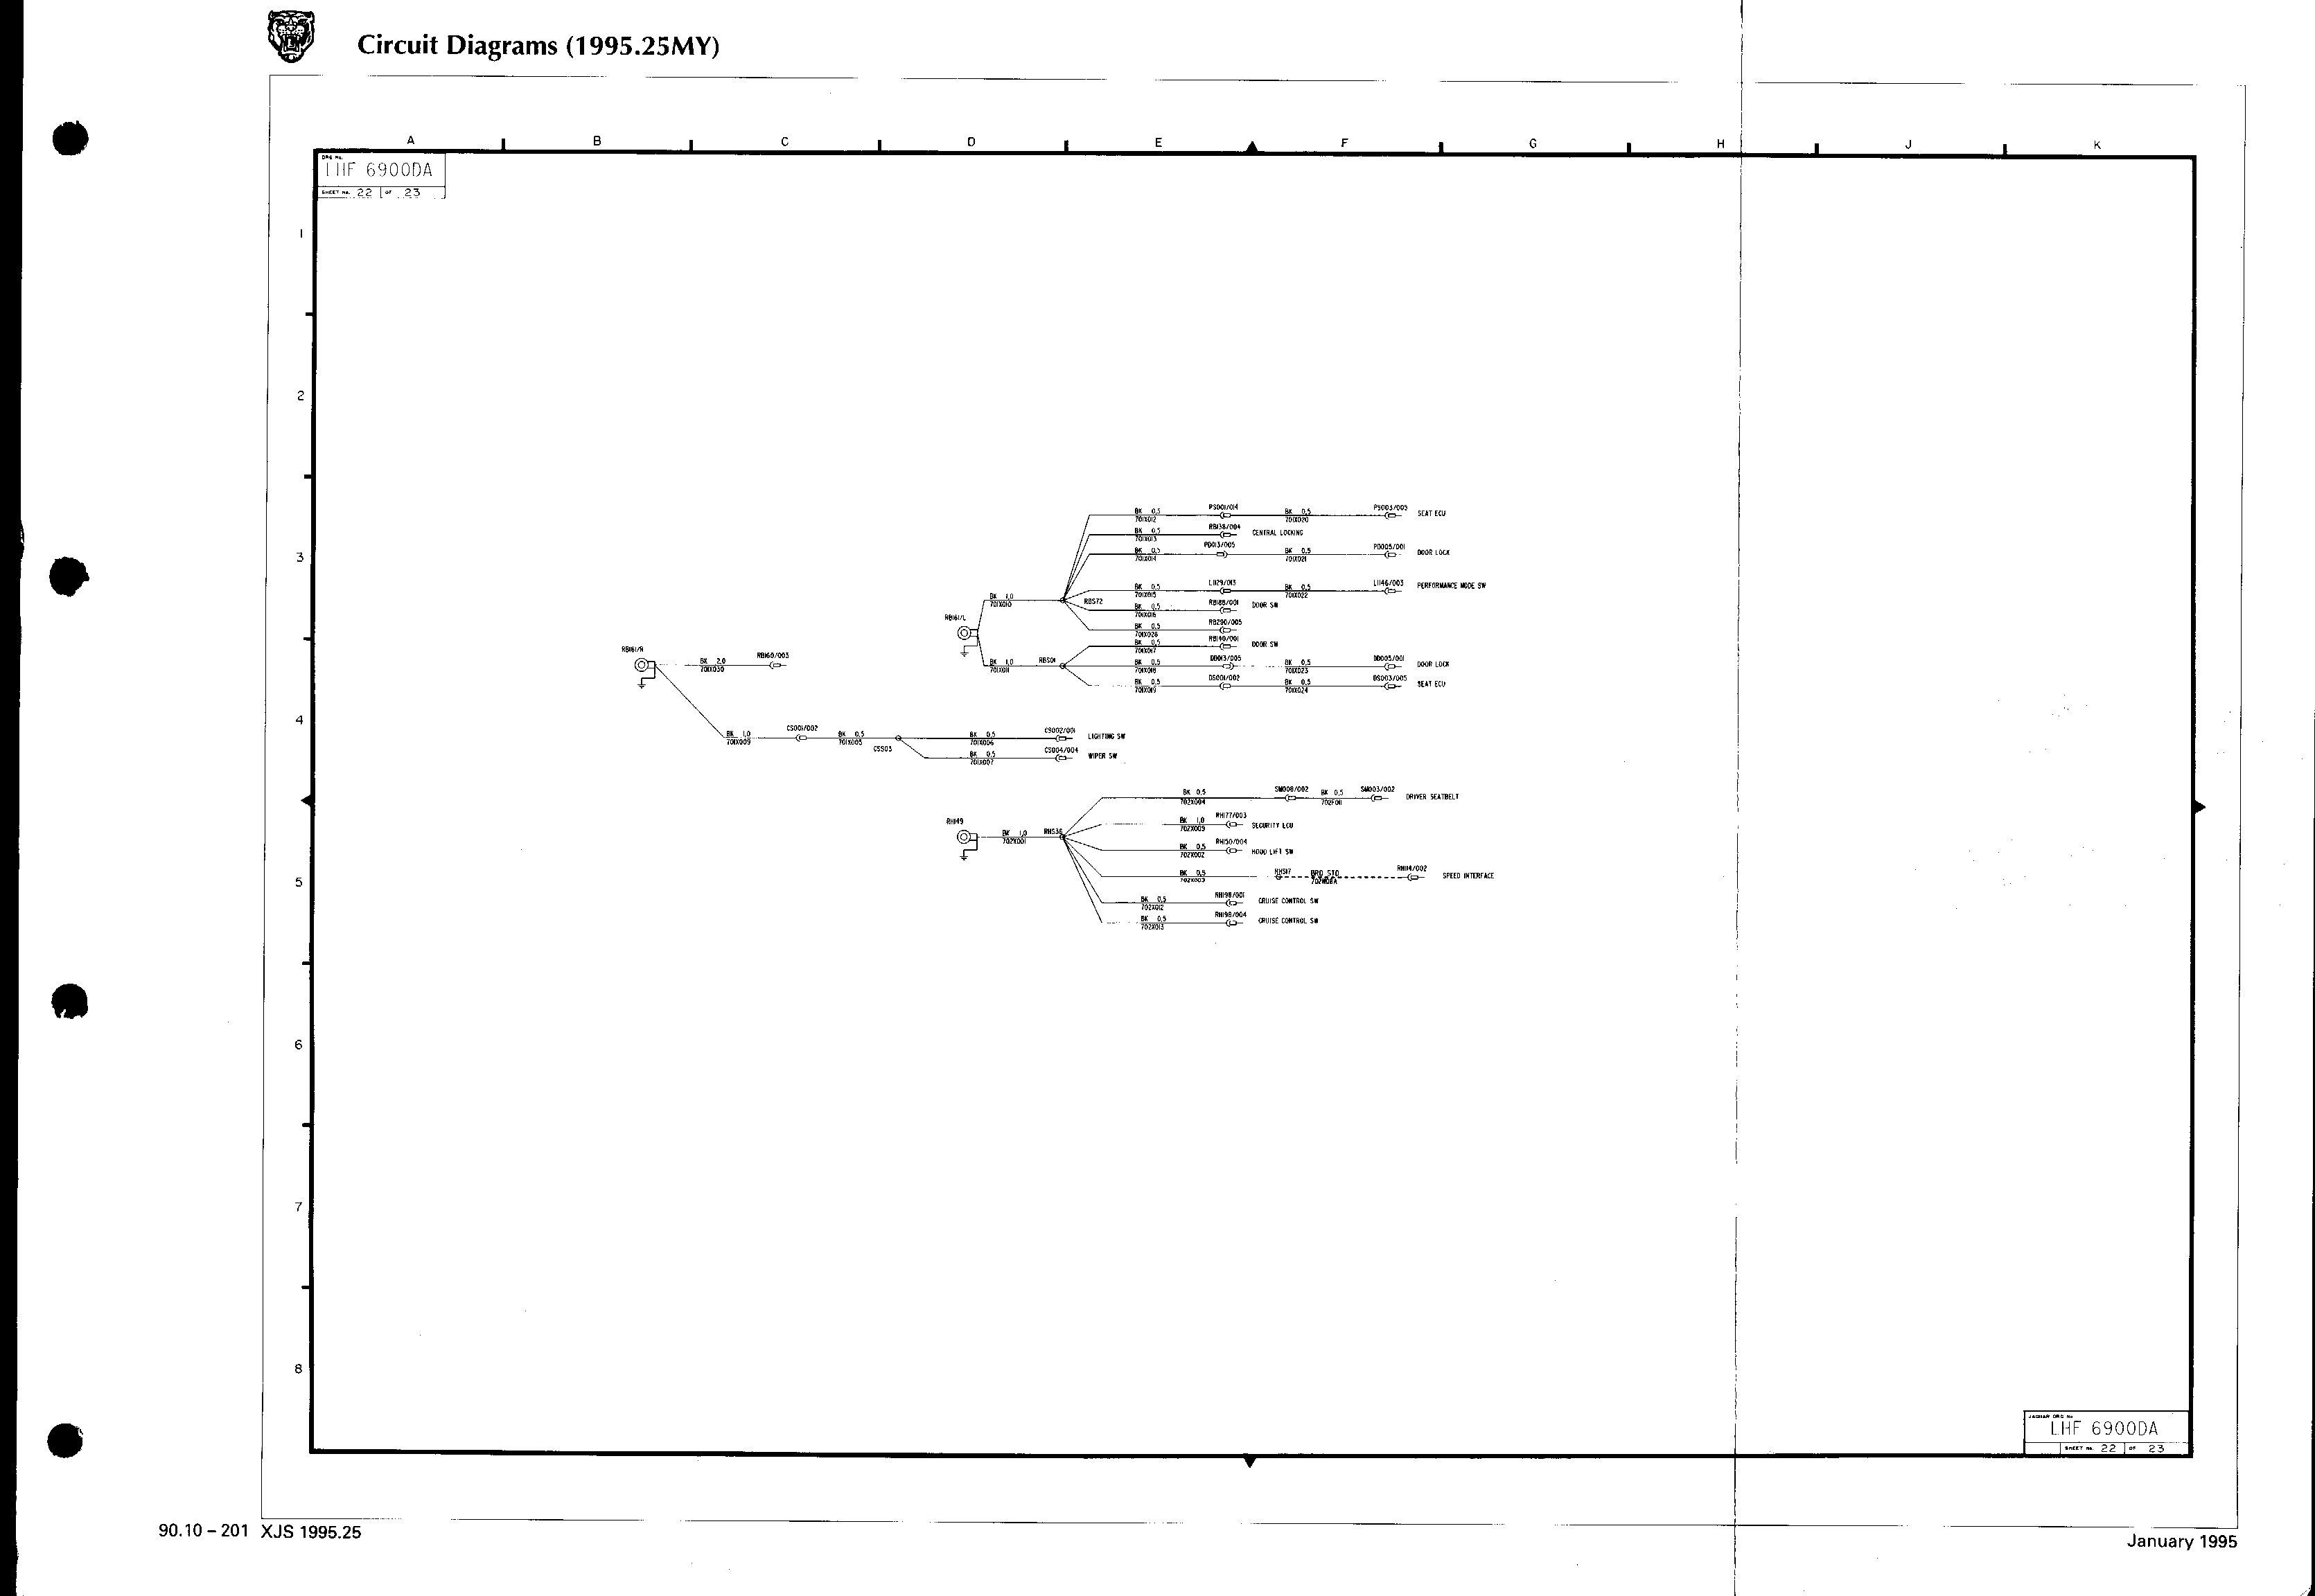 Circuit Diagrams (1995.25MY)
A B C D E F G H J K
DRG No.
LHF 6900DA
SHEET No. 22 OF 23
1
2
3
4
5
6
7
8
BK 0,5 PS001/014 BK 0,5 PS003/005 SEAT ECU
701X012 701X020
BK 0,5 RB138/004 CENTRAL LOCKING
701X013
BK 0,5 PD013/005 BK 0,5 PD005/001 DOOR LOCK
701X014 701X021
BK 0,5 LH29/013 BK 0,5 LH46/003 PERFORMANCE MODE SW
701X015 701X022
BK 1,0 RBS72
701X010
BK 0,5 RB188/001 DOOR SW
701X016
RB161/L
BK 0,5 RB290/005
701X028
BK 0,5 RB140/001 DOOR SW
701X017
BK 1,0 RBS01
701X011
BK 0,5 DD013/005 BK 0,5 DD005/001 DOOR LOCK
701X018 701X023
BK 0,5 DS001/002 BK 0,5 DS003/005 SEAT ECU
701X019 701X024
RB161/R
BK 2,0 RB160/003
701X030
BK 1,0 CS001/002 BK 0,5 BK 0,5 CS002/001 LIGHTING SW
701X009 701X005 CSS03 701X006
BK 0,5 CS004/004 WIPER SW
701X007
BK 0,5 SM008/002 BK 0,5 SM003/002 DRIVER SEATBELT
702X004 702F011
BK 1,0 RH177/003 SECURITY ECU
702X005
RH149
BK 1,0 RHS36
702X001
BK 0,5 RH150/004 HOOD LIFT SW
702X002
BK 0,5 RHS17 BRD STO RH114/002 SPEED INTERFACE
702X003
BK 0,5 RH198/001 CRUISE CONTROL SW
702X012
BK 0,5 RH198/004 CRUISE CONTROL SW
702X013
JAGUAR DRG No.
LHF 6900DA
SHEET No. 22 OF 23
90.10 – 201 XJS 1995.25
January 1995